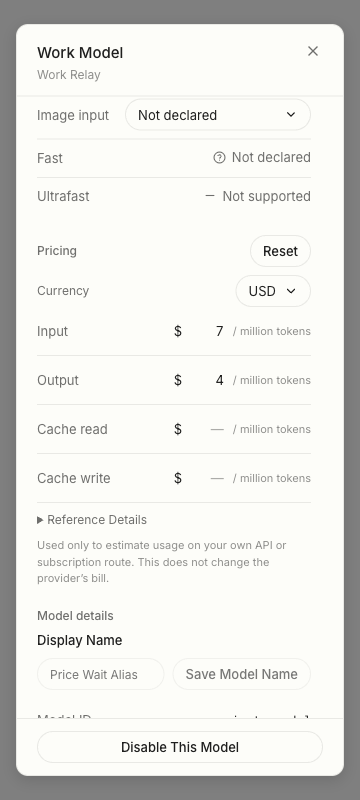 Work Model
Work Relay
Image input Not declared
Fast Not declared
Ultrafast — Not supported
Pricing Reset
Currency USD
Input $ 7 / million tokens
Output $ 4 / million tokens
Cache read $ — / million tokens
Cache write $ — / million tokens
Reference Details
Used only to estimate usage on your own API or
subscription route. This does not change the
provider’s bill.
Model details
Display Name
Price Wait Alias Save Model Name
Model ID
Disable This Model